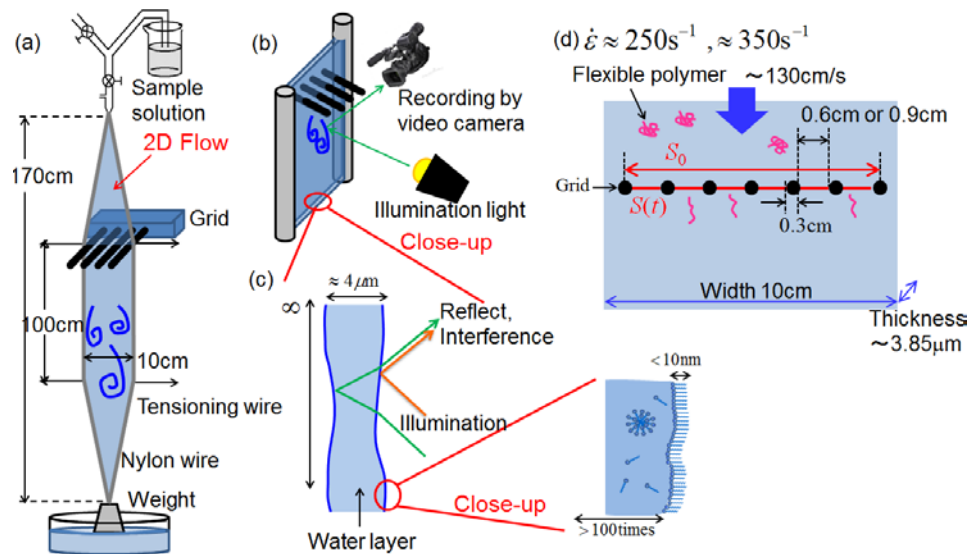 (a)
Sample
solution
2D Flow
170cm
Grid
100cm
10cm
Tensioning wire
Nylon wire
Weight
(b)
Recording by
video camera
Illumination light
Close-up
(c)
≈ 4 μm
∞
Reflect,
Interference
Illumination
Close-up
Water layer
<10nm
>100times
(d) ε̇ ≈ 250s⁻¹ , ≈ 350s⁻¹
Flexible polymer
~130cm/s
0.6cm or 0.9cm
S₀
Grid
S(t)
0.3cm
Width 10cm
Thickness
~3.85μm